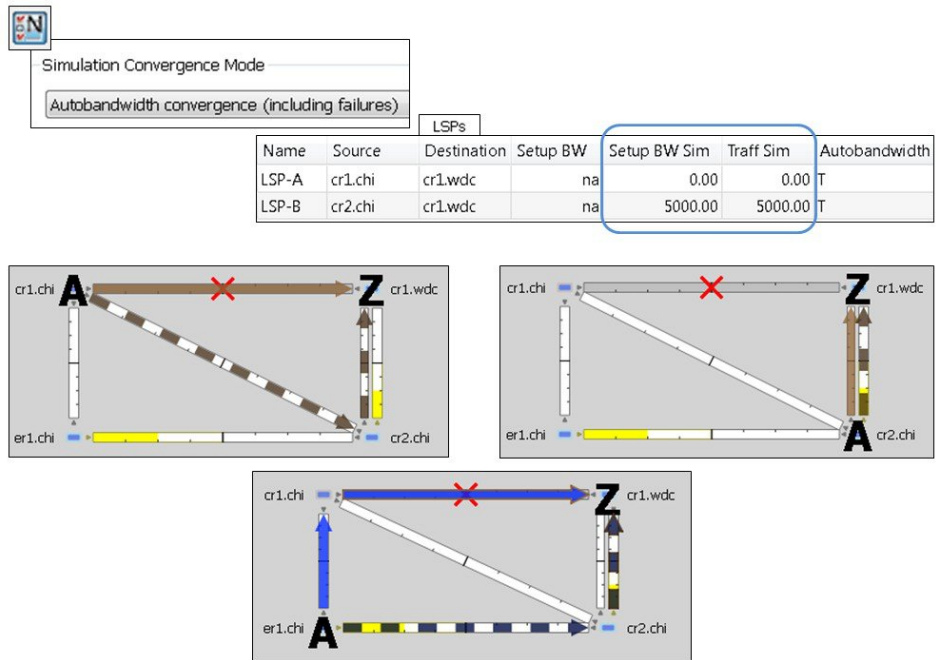 N
Simulation Convergence Mode
Autobandwidth convergence (including failures)
LSPs
Name Source Destination Setup BW Setup BW Sim Traff Sim Autobandwidth
LSP-A cr1.chi cr1.wdc na 0.00 0.00 T
LSP-B cr2.chi cr1.wdc na 5000.00 5000.00 T
cr1.chi A Z cr1.wdc
er1.chi cr2.chi
cr1.chi Z cr1.wdc
er1.chi A cr2.chi
cr1.chi Z cr1.wdc
er1.chi A cr2.chi